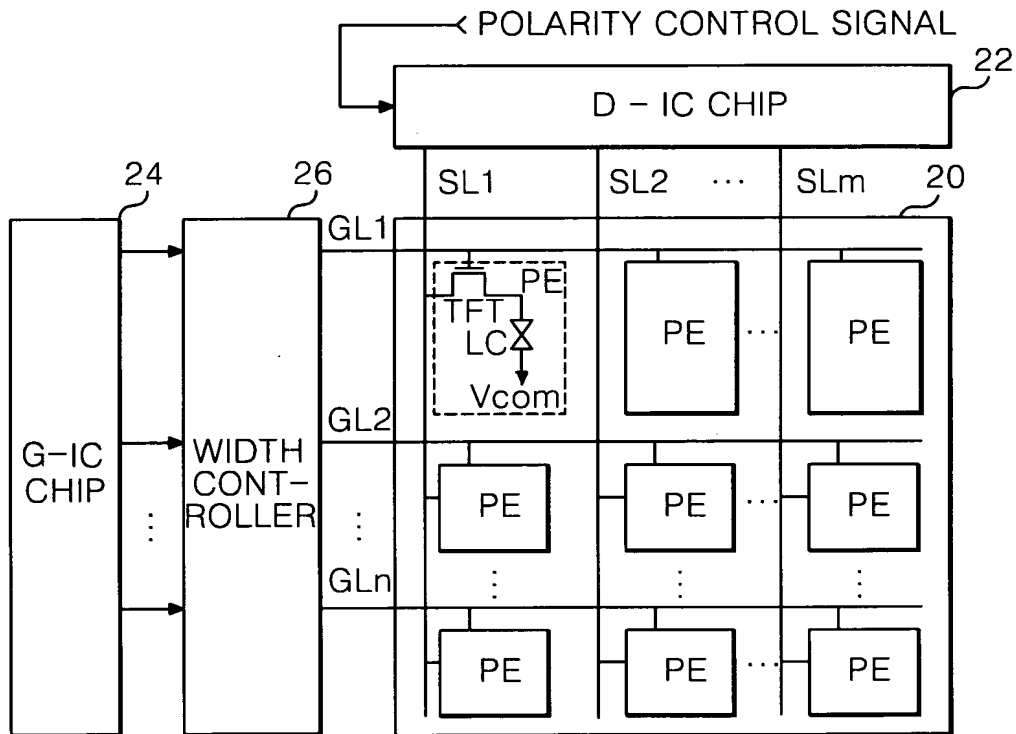 POLARITY CONTROL SIGNAL
22
D - IC CHIP
24
26
SL1
SL2
...
SLm
20
GL1
PE
TFT
LC
Vcom
PE
...
PE
GL2
G-IC
CHIP
WIDTH
CONT-
ROLLER
PE
PE
...
PE
GLn
PE
PE
...
PE